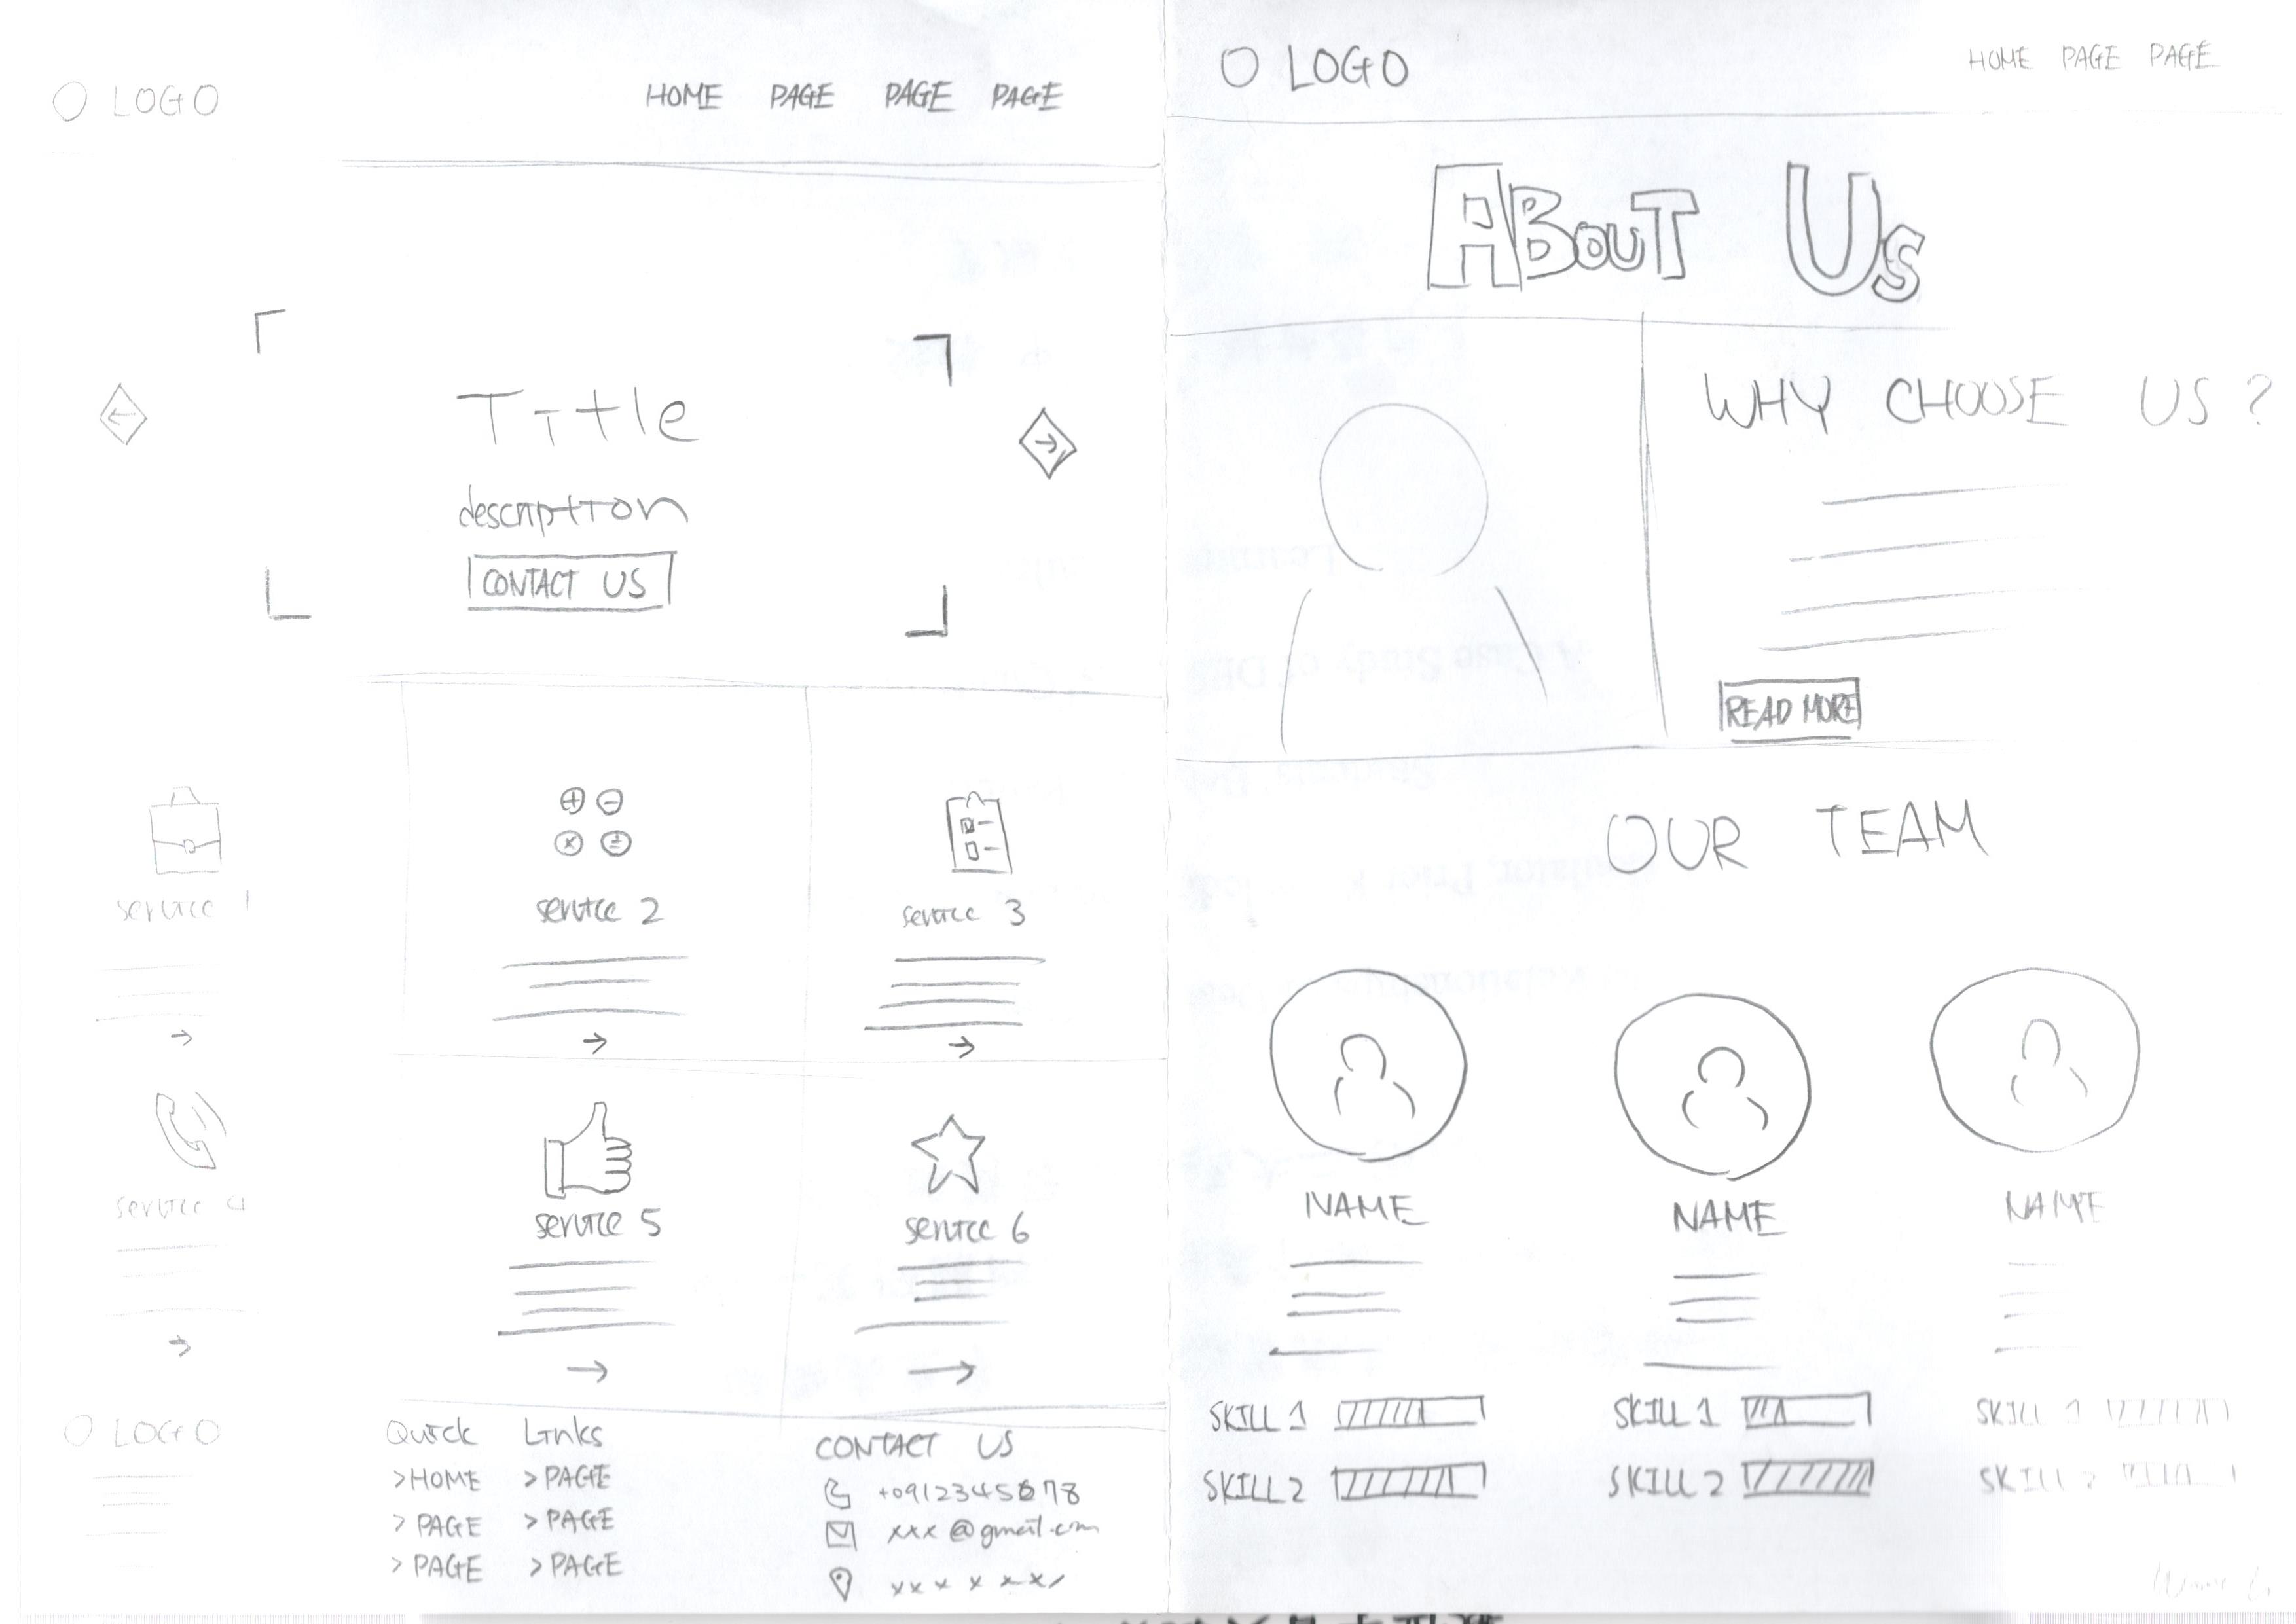 LOGO
HOME PAGE PAGE PAGE
Title
description
CONTACT US
service 1
service 2
service 3
service 4
service 5
service 6
LOGO
Quick Links
>HOME >PAGE
>PAGE >PAGE
>PAGE >PAGE
CONTACT US
+0912345678
xxx@gmail.com
xxx x xxx
LOGO
HOME PAGE PAGE
ABOUT US
WHY CHOOSE US?
READ MORE
OUR TEAM
NAME
NAME
NAME
SKILL 1
SKILL 2
SKILL 1
SKILL 2
SKILL 1
SKILL 2